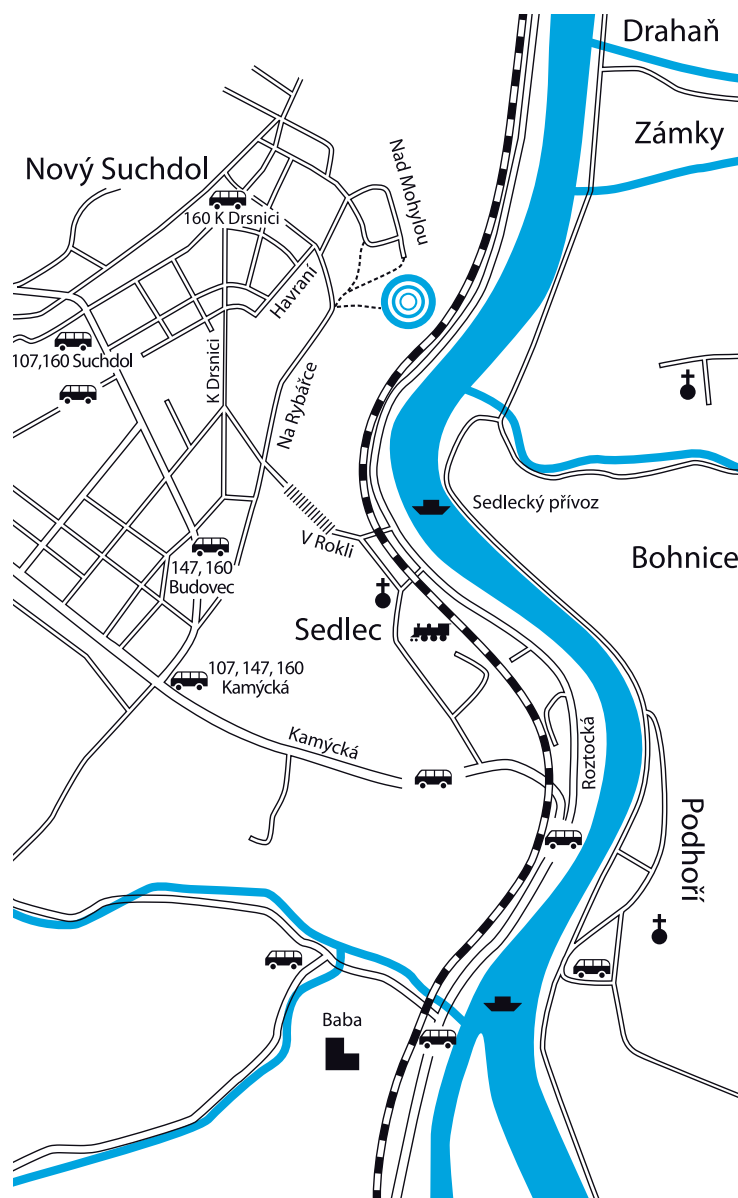 Drahaň
Zámky
Nový Suchdol
Nad Mohylou
160 K Drsnici
Havraní
107,160 Suchdol
K Drsnici
Na Rybářce
Sedlecký přívoz
V Rokli
147, 160
Budovec
Bohnice
Sedlec
107, 147, 160
Kamýcká
Kamýcká
Roztocká
Podhoří
Baba